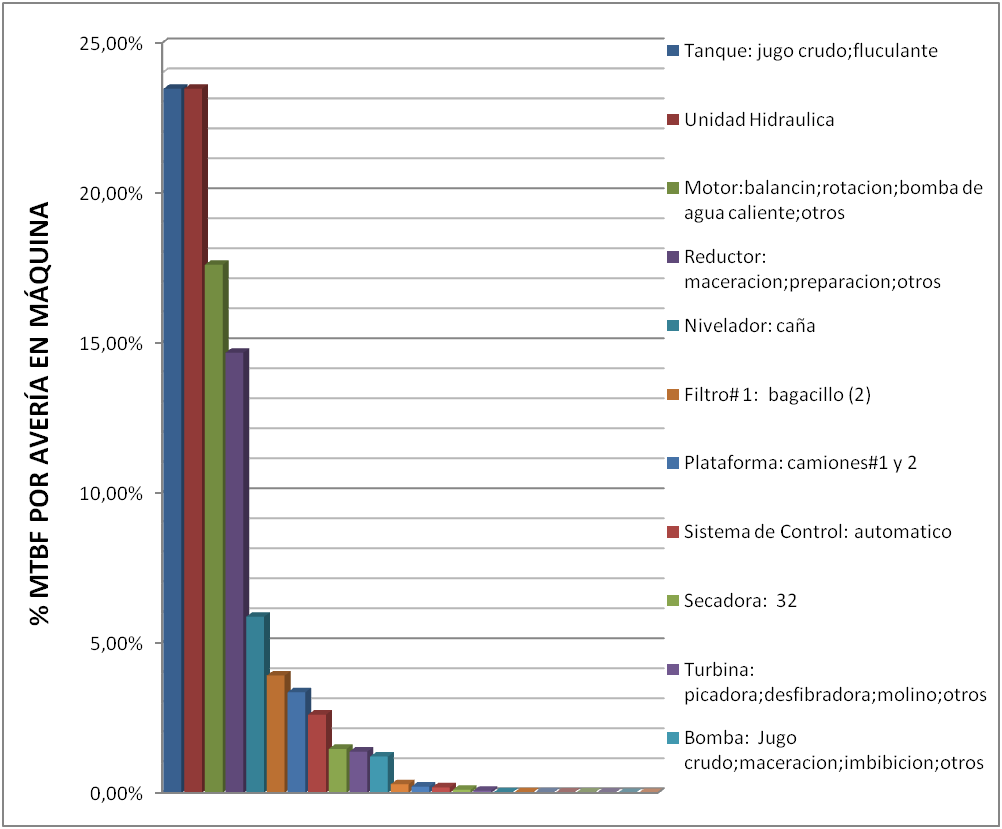 % MTBF POR AVERÍA EN MÁQUINA
25,00%
20,00%
15,00%
10,00%
5,00%
0,00%
Tanque: jugo crudo;fluculante
Unidad Hidraulica
Motor:balancin;rotacion;bomba de
agua caliente;otros
Reductor:
maceracion;preparacion;otros
Nivelador: caña
Filtro# 1:  bagacillo (2)
Plataforma: camiones#1 y 2
Sistema de Control: automatico
Secadora:  32
Turbina:
picadora;desfibradora;molino;otros
Bomba:  Jugo
crudo;maceracion;imbibicion;otros